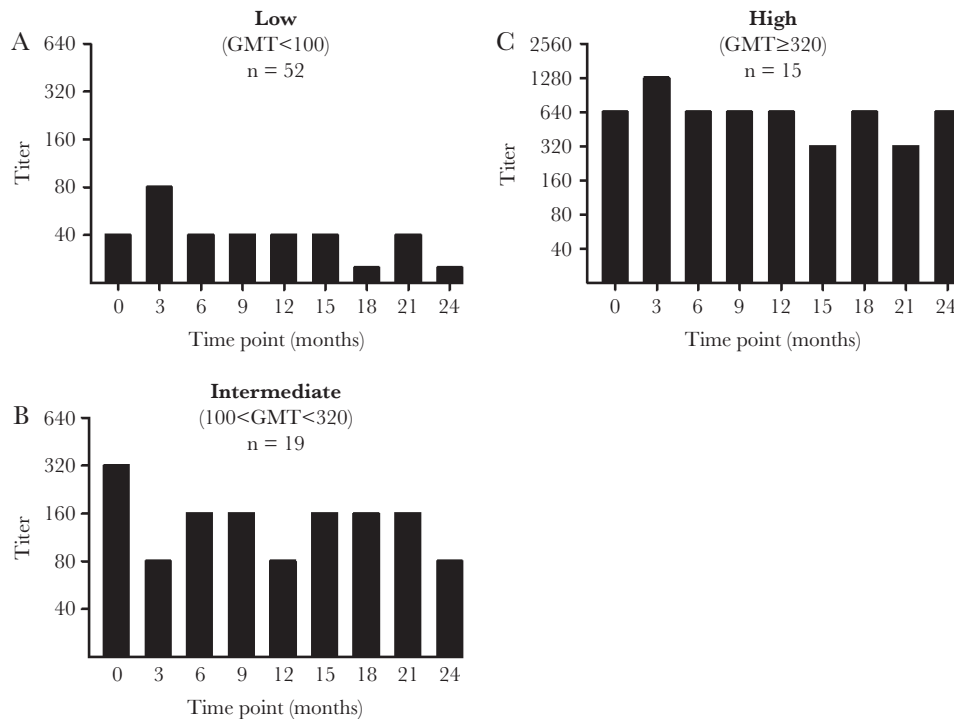 A
Low
(GMT<100)
n = 52
640
320
160
80
40
Titer
0 3 6 9 12 15 18 21 24
Time point (months)
C
High
(GMT≥320)
n = 15
2560
1280
640
320
160
80
40
Titer
0 3 6 9 12 15 18 21 24
Time point (months)
B
Intermediate
(100<GMT<320)
n = 19
640
320
160
80
40
Titer
0 3 6 9 12 15 18 21 24
Time point (months)